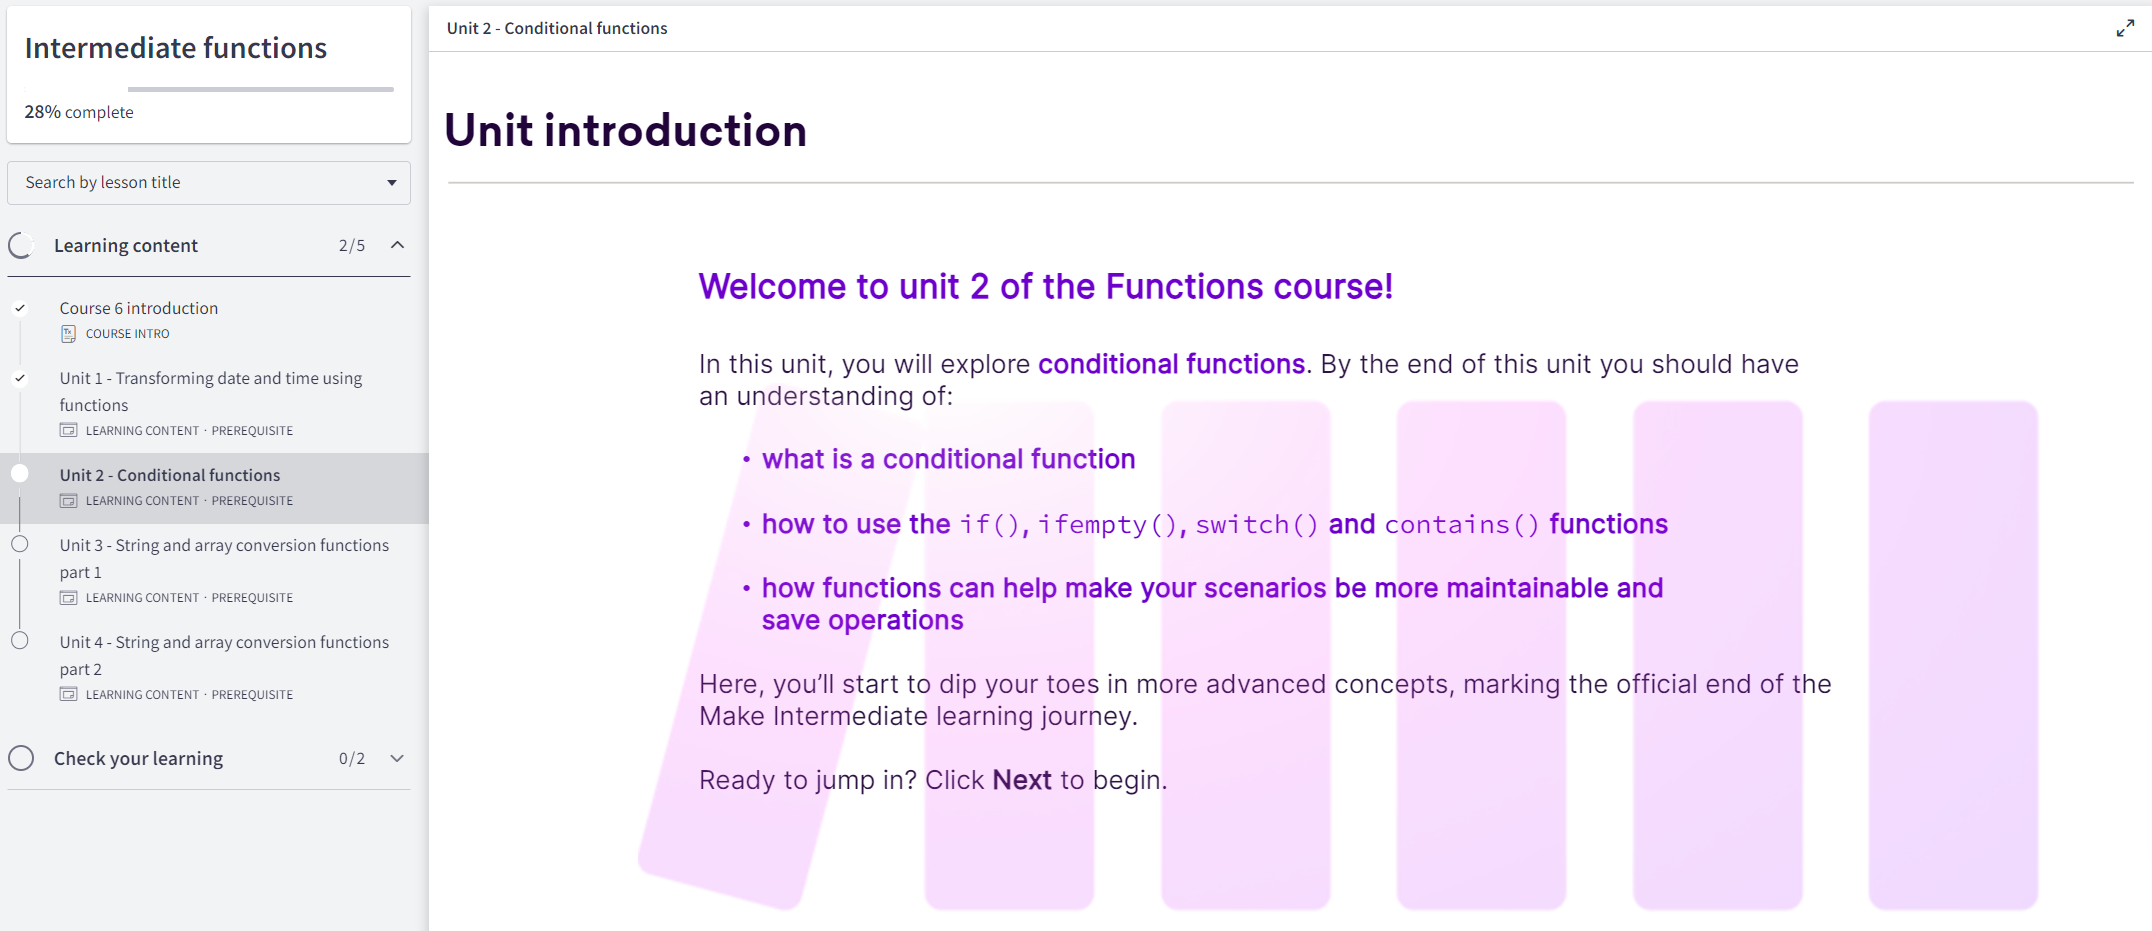 Intermediate functions
28% complete
Search by lesson title
Learning content 2/5
Course 6 introduction
COURSE INTRO
Unit 1 - Transforming date and time using
functions
LEARNING CONTENT · PREREQUISITE
Unit 2 - Conditional functions
LEARNING CONTENT · PREREQUISITE
Unit 3 - String and array conversion functions
part 1
LEARNING CONTENT · PREREQUISITE
Unit 4 - String and array conversion functions
part 2
LEARNING CONTENT · PREREQUISITE
Check your learning 0/2
Unit 2 - Conditional functions
Unit introduction
Welcome to unit 2 of the Functions course!
In this unit, you will explore conditional functions. By the end of this unit you should have
an understanding of:
• what is a conditional function
• how to use the if(), ifempty(), switch() and contains() functions
• how functions can help make your scenarios be more maintainable and
save operations
Here, you’ll start to dip your toes in more advanced concepts, marking the official end of the
Make Intermediate learning journey.
Ready to jump in? Click Next to begin.